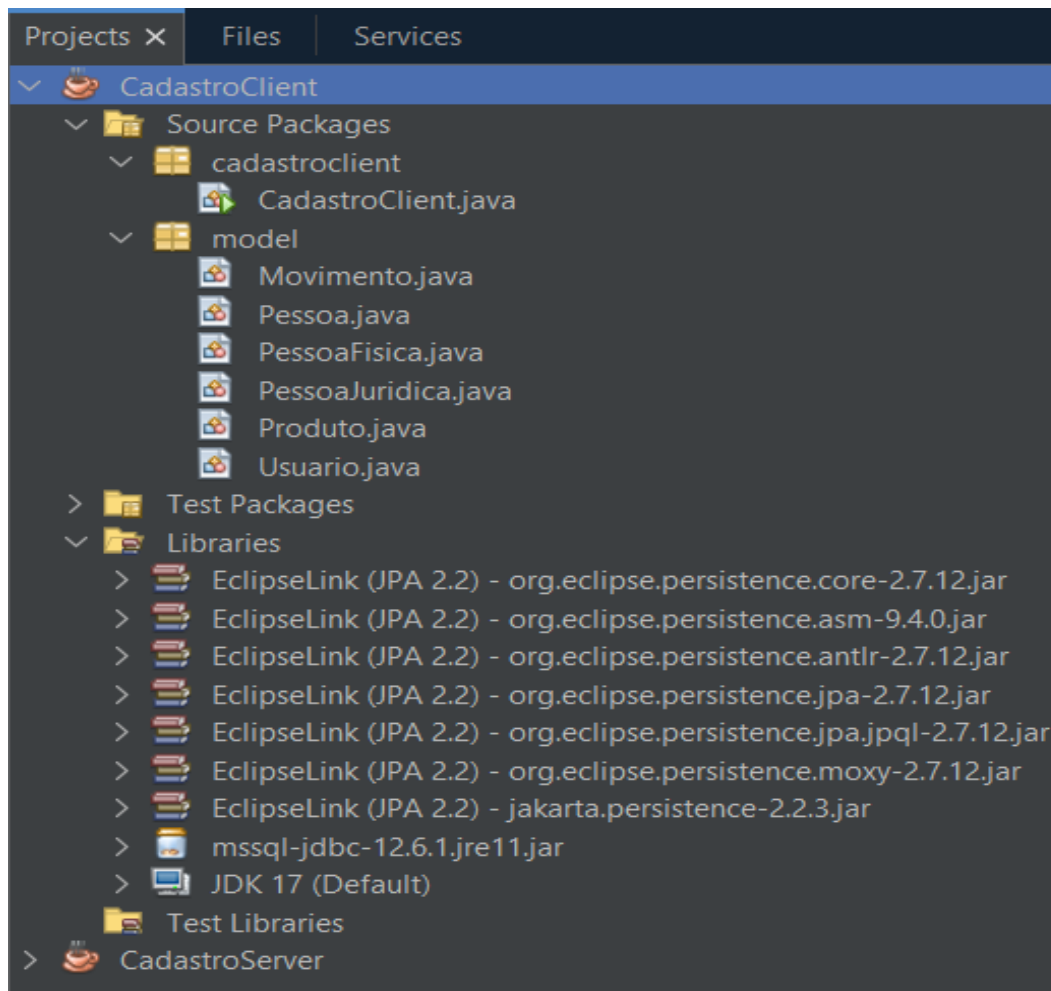 Projects Files Services
CadastroClient
Source Packages
cadastroclient
CadastroClient.java
model
Movimento.java
Pessoa.java
PessoaFisica.java
PessoaJuridica.java
Produto.java
Usuario.java
Test Packages
Libraries
EclipseLink (JPA 2.2) - org.eclipse.persistence.core-2.7.12.jar
EclipseLink (JPA 2.2) - org.eclipse.persistence.asm-9.4.0.jar
EclipseLink (JPA 2.2) - org.eclipse.persistence.antlr-2.7.12.jar
EclipseLink (JPA 2.2) - org.eclipse.persistence.jpa-2.7.12.jar
EclipseLink (JPA 2.2) - org.eclipse.persistence.jpa.jpql-2.7.12.jar
EclipseLink (JPA 2.2) - org.eclipse.persistence.moxy-2.7.12.jar
EclipseLink (JPA 2.2) - jakarta.persistence-2.2.3.jar
mssql-jdbc-12.6.1.jre11.jar
JDK 17 (Default)
Test Libraries
CadastroServer